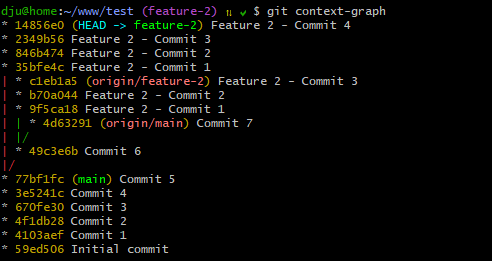 dju@home:~/www/test (feature-2) ⇅ ✔ $ git context-graph
* 14856e0 (HEAD -> feature-2) Feature 2 - Commit 4
* 2349b56 Feature 2 - Commit 3
* 846b474 Feature 2 - Commit 2
* 35bfe4c Feature 2 - Commit 1
| * c1eb1a5 (origin/feature-2) Feature 2 - Commit 3
| * b70a044 Feature 2 - Commit 2
| * 9f5ca18 Feature 2 - Commit 1
| | * 4d63291 (origin/main) Commit 7
| |/
| * 49c3e6b Commit 6
|/
* 77bf1fc (main) Commit 5
* 3e5241c Commit 4
* 670fe30 Commit 3
* 4f1db28 Commit 2
* 4103aef Commit 1
* 59ed506 Initial commit